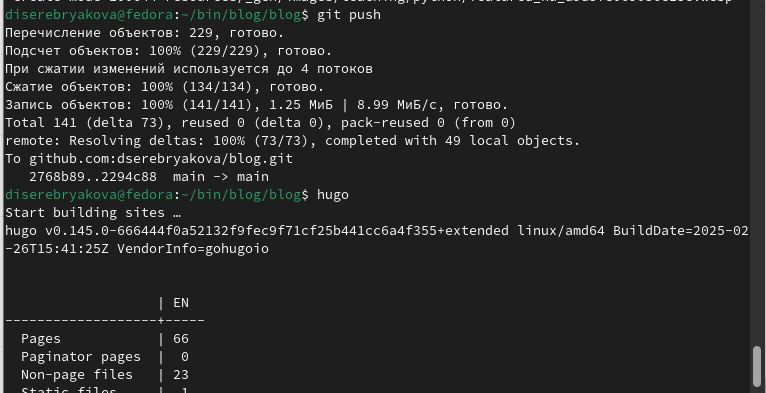 diserebryakova@fedora:~/bin/blog/blog$ git push
Перечисление объектов: 229, готово.
Подсчет объектов: 100% (229/229), готово.
При сжатии изменений используется до 4 потоков
Сжатие объектов: 100% (134/134), готово.
Запись объектов: 100% (141/141), 1.25 МиБ | 8.99 МиБ/с, готово.
Total 141 (delta 73), reused 0 (delta 0), pack-reused 0 (from 0)
remote: Resolving deltas: 100% (73/73), completed with 49 local objects.
To github.com:dserebryakova/blog.git
   2768b89..2294c88  main -> main
diserebryakova@fedora:~/bin/blog/blog$ hugo
Start building sites …
hugo v0.145.0-666444f0a52132f9fec9f71cf25b441cc6a4f355+extended linux/amd64 BuildDate=2025-02
-26T15:41:25Z VendorInfo=gohugoio
                   | EN
-------------------+-----
  Pages            | 66
  Paginator pages  |  0
  Non-page files   | 23
  Static files     |  1